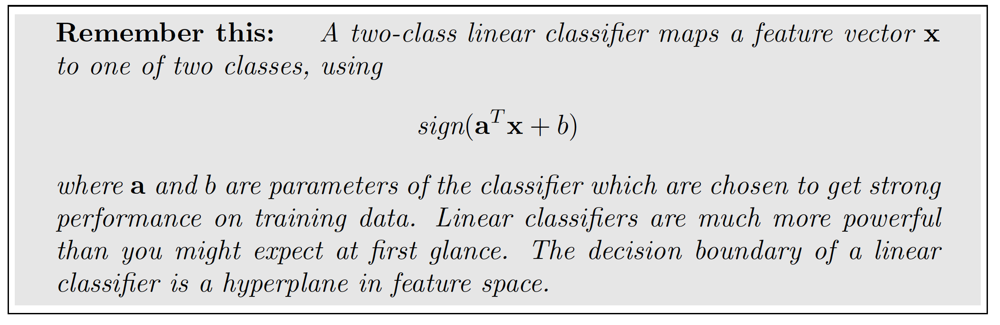 Remember this: A two-class linear classifier maps a feature vector x
to one of two classes, using
sign(a^T x + b)
where a and b are parameters of the classifier which are chosen to get strong
performance on training data. Linear classifiers are much more powerful
than you might expect at first glance. The decision boundary of a linear
classifier is a hyperplane in feature space.